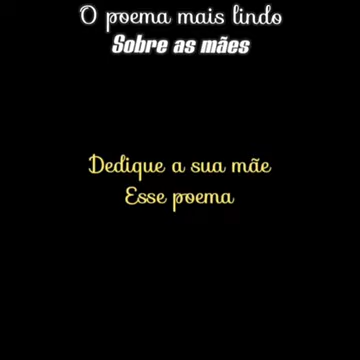 O poema mais lindo
Sobre as mães
Dedique a sua mãe
Esse poema